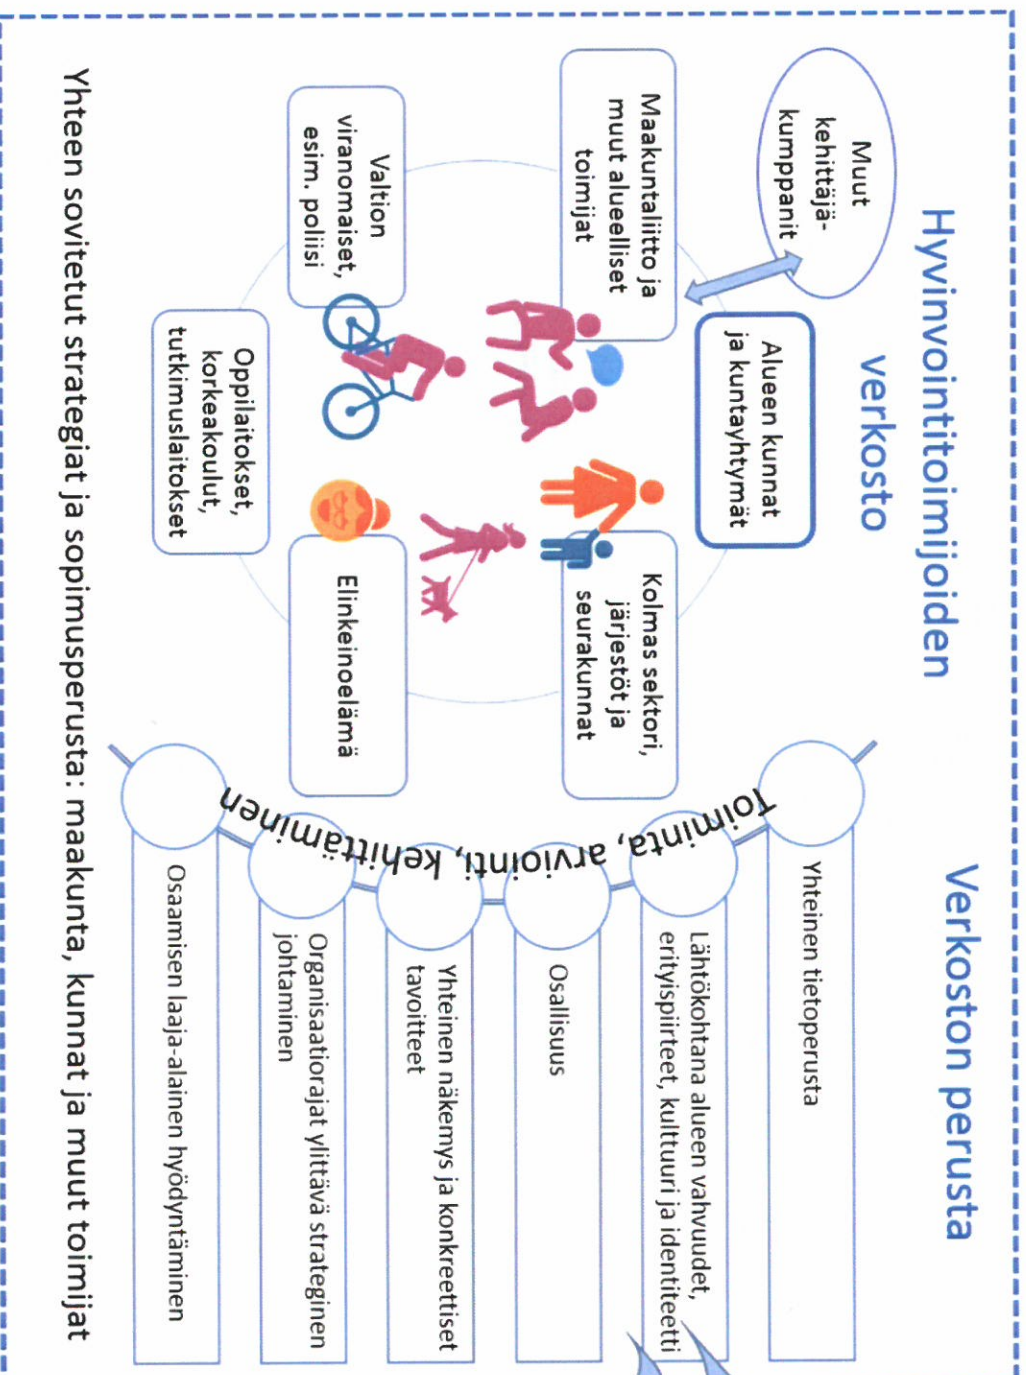 Hyvinvointitoimijoiden
verkosto
Muut
kehittäjä-
kumppanit
Alueen kunnat
ja kuntayhtymät
Maakuntaliitto ja
muut alueelliset
toimijat
Kolmas sektori,
järjestöt ja
seurakunnat
Valtion
viranomaiset,
esim. poliisi
Elinkeinoelämä
Oppilaitokset,
korkeakoulut,
tutkimuslaitokset
Toiminta, arviointi, kehittäminen
Verkoston perusta
Yhteinen tietoperusta
Lähtökohtana alueen vahvuudet,
erityispiirteet, kulttuuri ja identiteetti
Osallisuus
Yhteinen näkemys ja konkreettiset
tavoitteet
Organisaatiorajat ylittävä strateginen
johtaminen
Osaamisen laaja-alainen hyödyntäminen
Yhteen sovitetut strategiat ja sopimusperusta: maakunta, kunnat ja muut toimijat